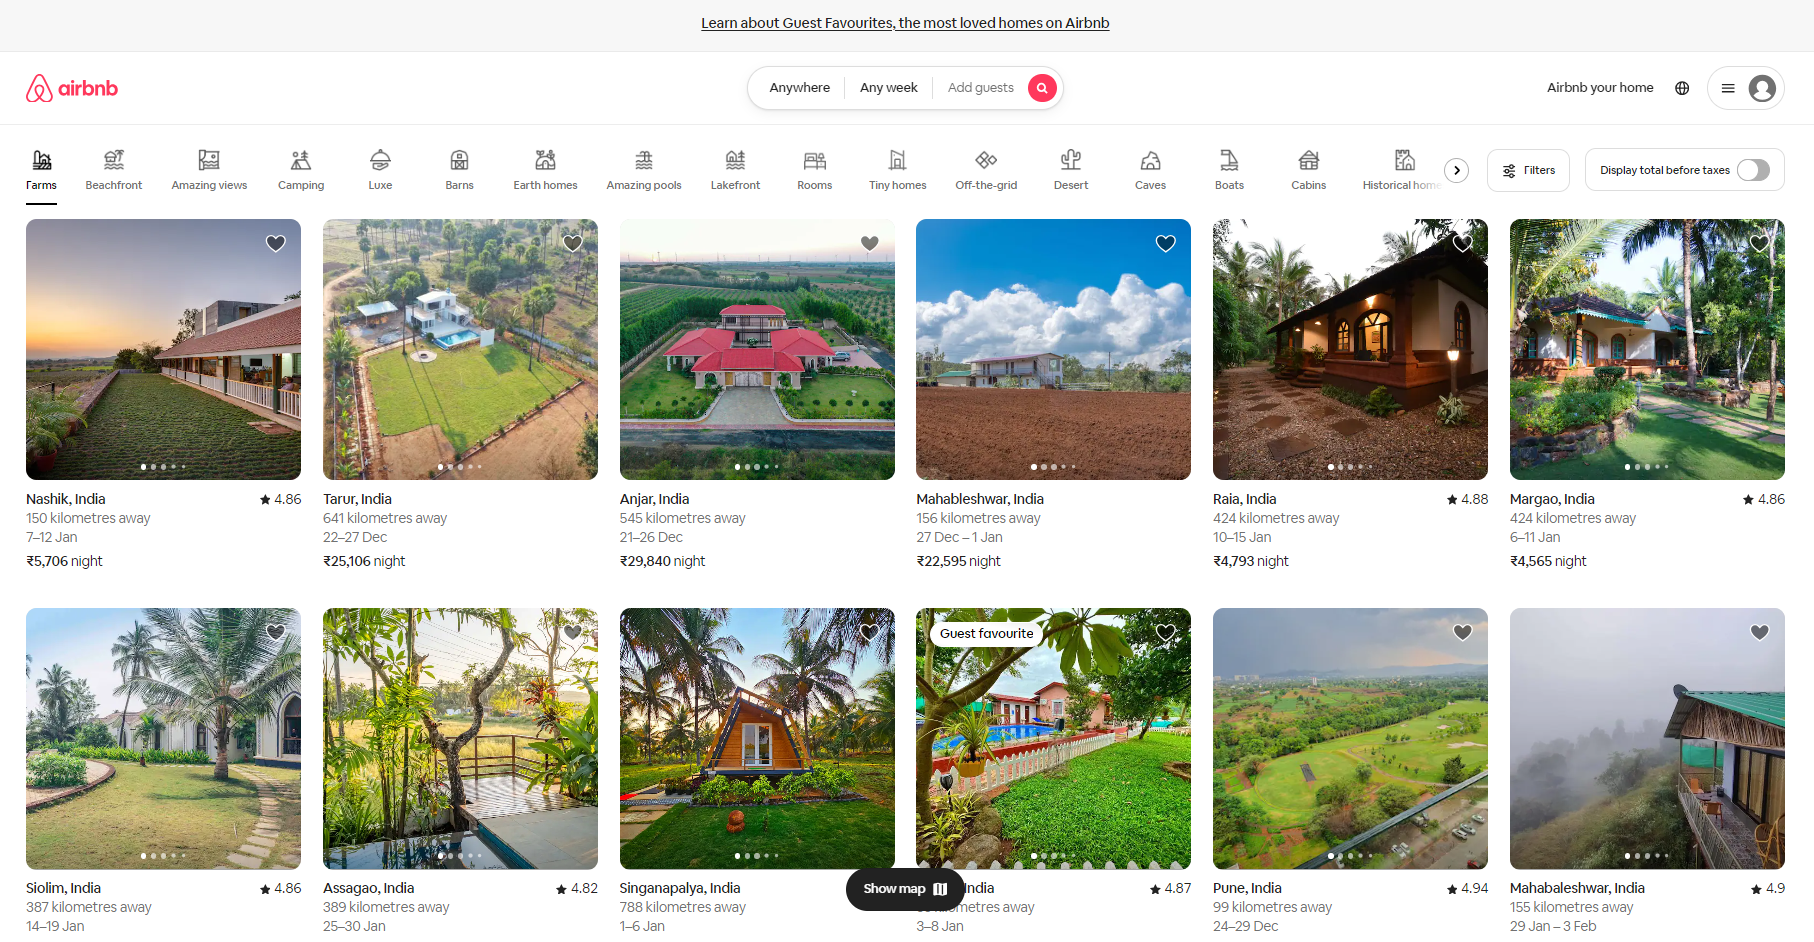 Learn about Guest Favourites, the most loved homes on Airbnb
airbnb
Anywhere Any week Add guests
Airbnb your home
Farms Beachfront Amazing views Camping Luxe Barns Earth homes Amazing pools Lakefront Rooms Tiny homes Off-the-grid Desert Caves Boats Cabins Historical home
Filters
Display total before taxes
Nashik, India 4.86
150 kilometres away
7–12 Jan
₹5,706 night
Tarur, India
641 kilometres away
22–27 Dec
₹25,106 night
Anjar, India
545 kilometres away
21–26 Dec
₹29,840 night
Mahableshwar, India
156 kilometres away
27 Dec – 1 Jan
₹22,595 night
Raia, India 4.88
424 kilometres away
10–15 Jan
₹4,793 night
Margao, India 4.86
424 kilometres away
6–11 Jan
₹4,565 night
Siolim, India 4.86
387 kilometres away
14–19 Jan
Assagao, India 4.82
389 kilometres away
25–30 Jan
Singanapalya, India
788 kilometres away
1–6 Jan
Guest favourite
India 4.87
kilometres away
3–8 Jan
Show map
Pune, India 4.94
99 kilometres away
24–29 Dec
Mahabaleshwar, India 4.9
155 kilometres away
29 Jan – 3 Feb